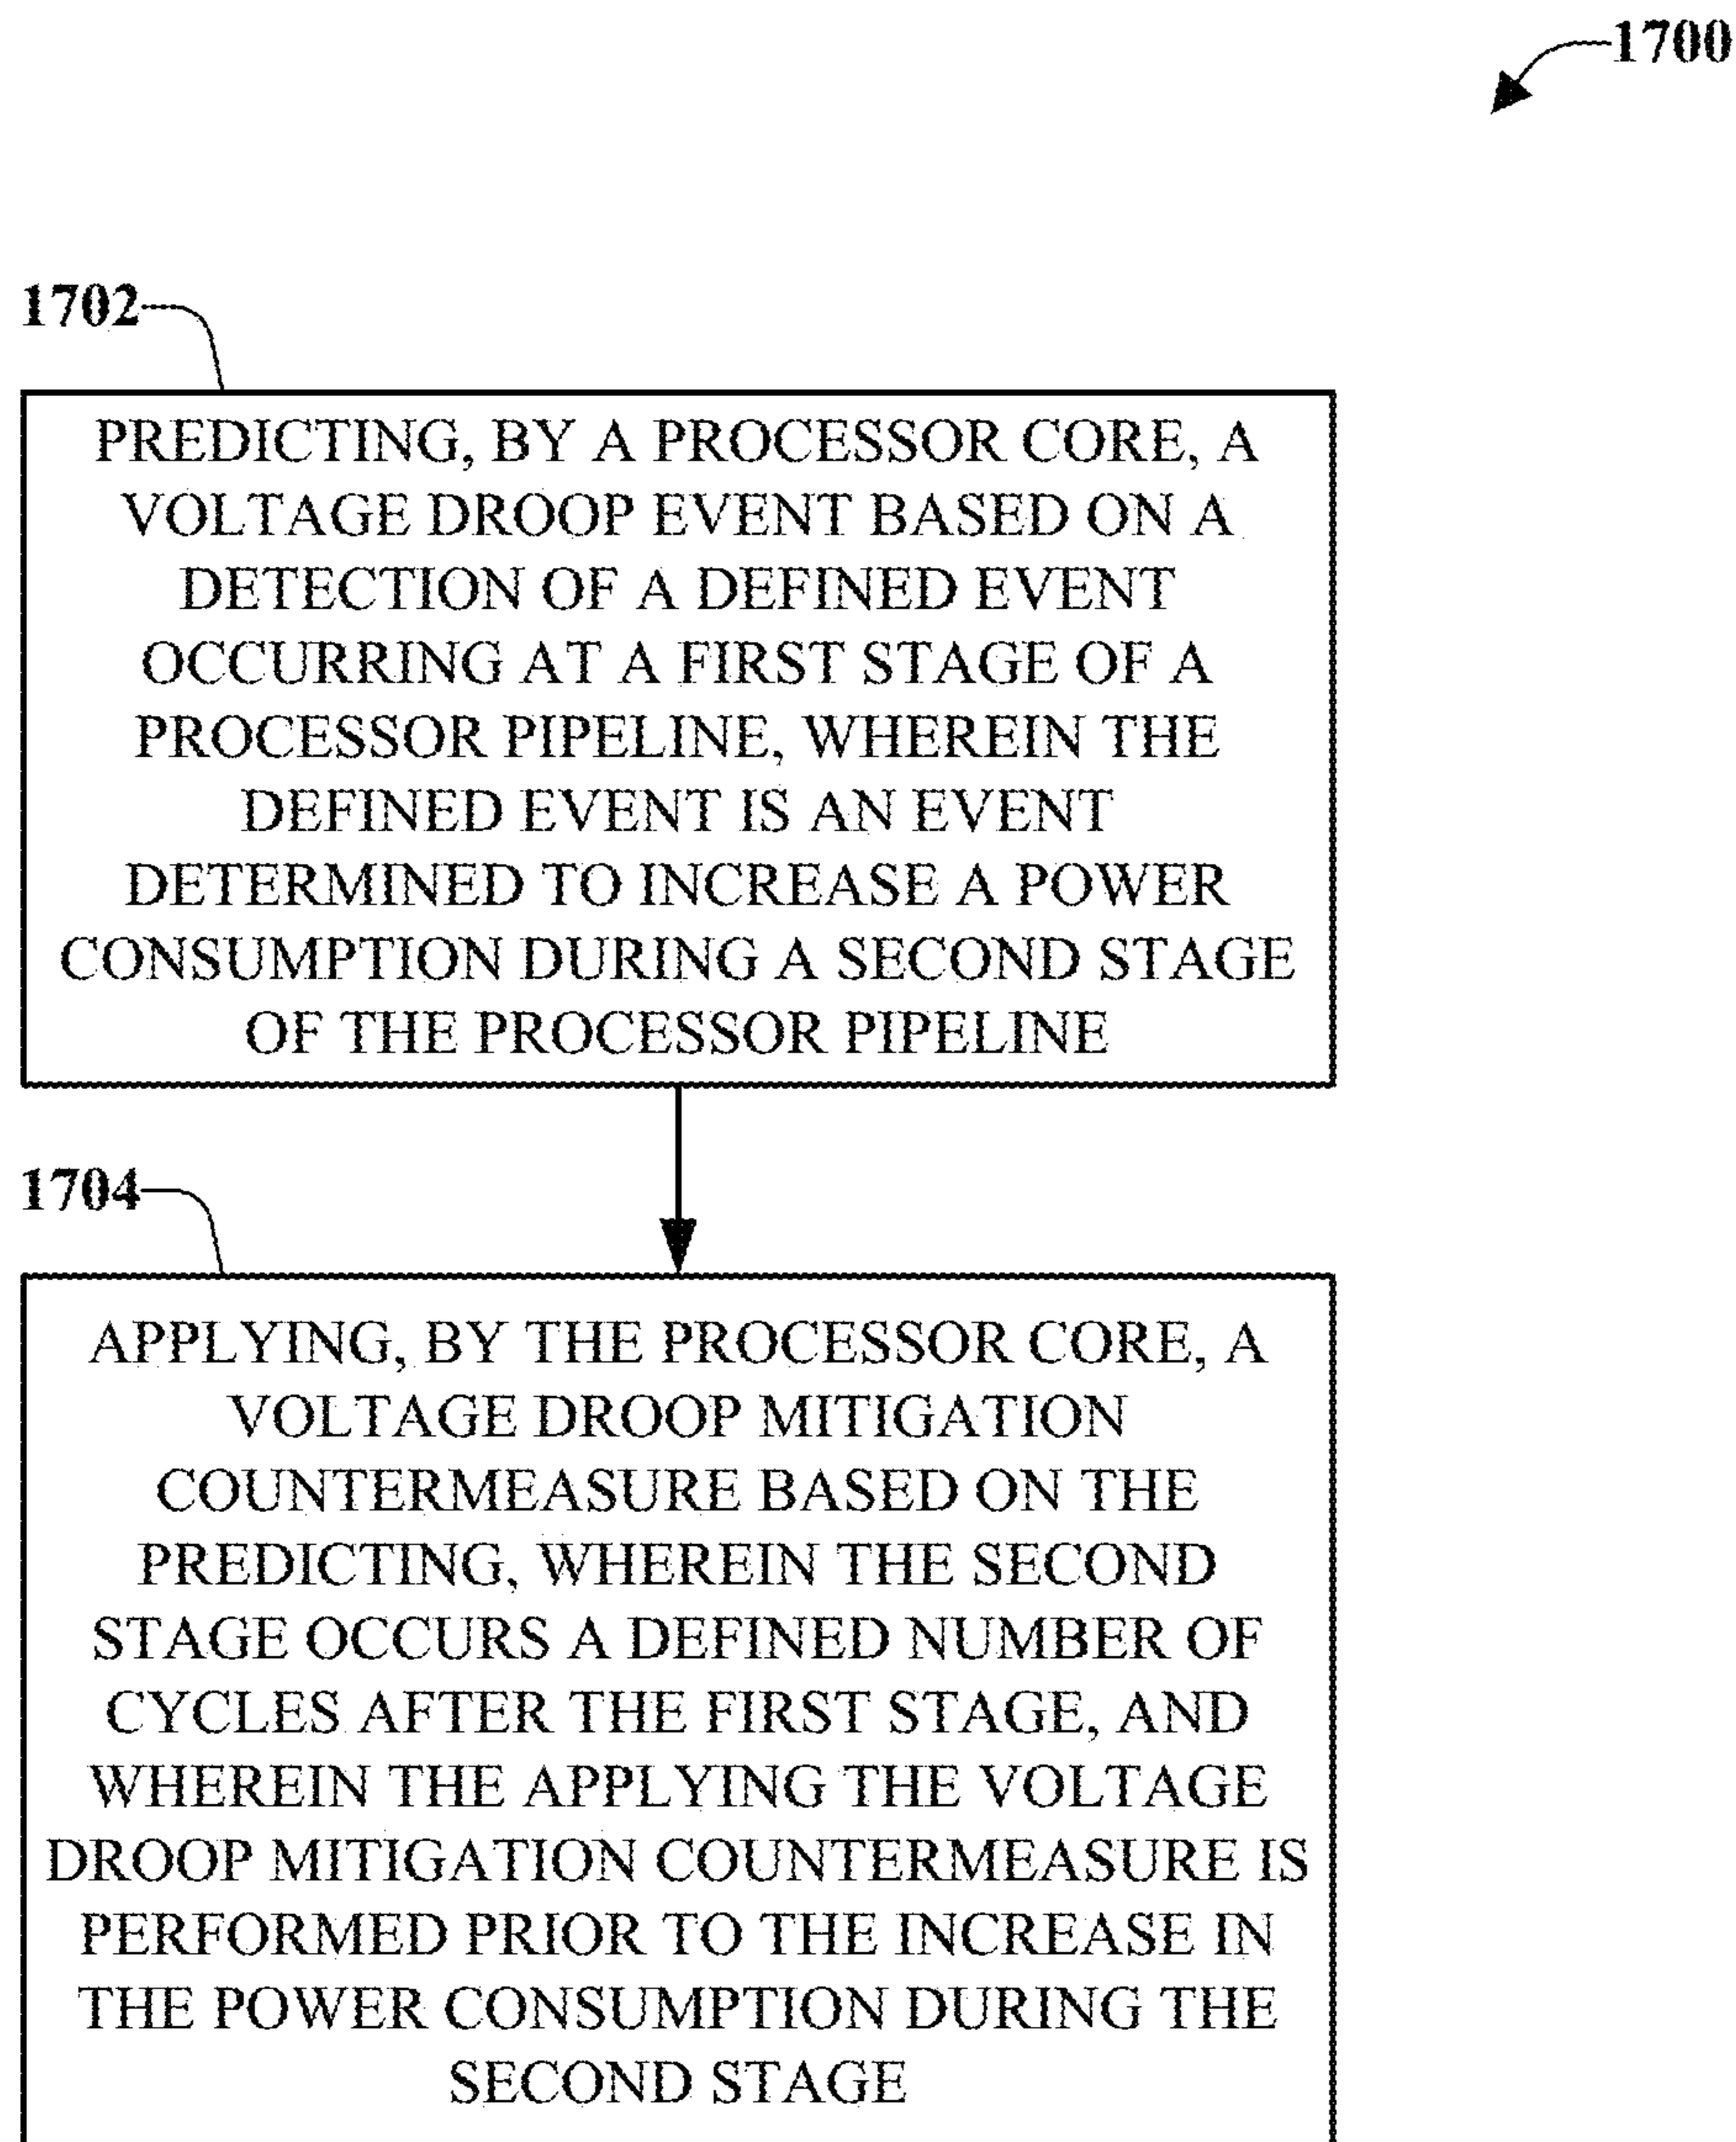 1700
1702
PREDICTING, BY A PROCESSOR CORE, A
VOLTAGE DROOP EVENT BASED ON A
DETECTION OF A DEFINED EVENT
OCCURRING AT A FIRST STAGE OF A
PROCESSOR PIPELINE, WHEREIN THE
DEFINED EVENT IS AN EVENT
DETERMINED TO INCREASE A POWER
CONSUMPTION DURING A SECOND STAGE
OF THE PROCESSOR PIPELINE
1704
APPLYING, BY THE PROCESSOR CORE, A
VOLTAGE DROOP MITIGATION
COUNTERMEASURE BASED ON THE
PREDICTING, WHEREIN THE SECOND
STAGE OCCURS A DEFINED NUMBER OF
CYCLES AFTER THE FIRST STAGE, AND
WHEREIN THE APPLYING THE VOLTAGE
DROOP MITIGATION COUNTERMEASURE IS
PERFORMED PRIOR TO THE INCREASE IN
THE POWER CONSUMPTION DURING THE
SECOND STAGE